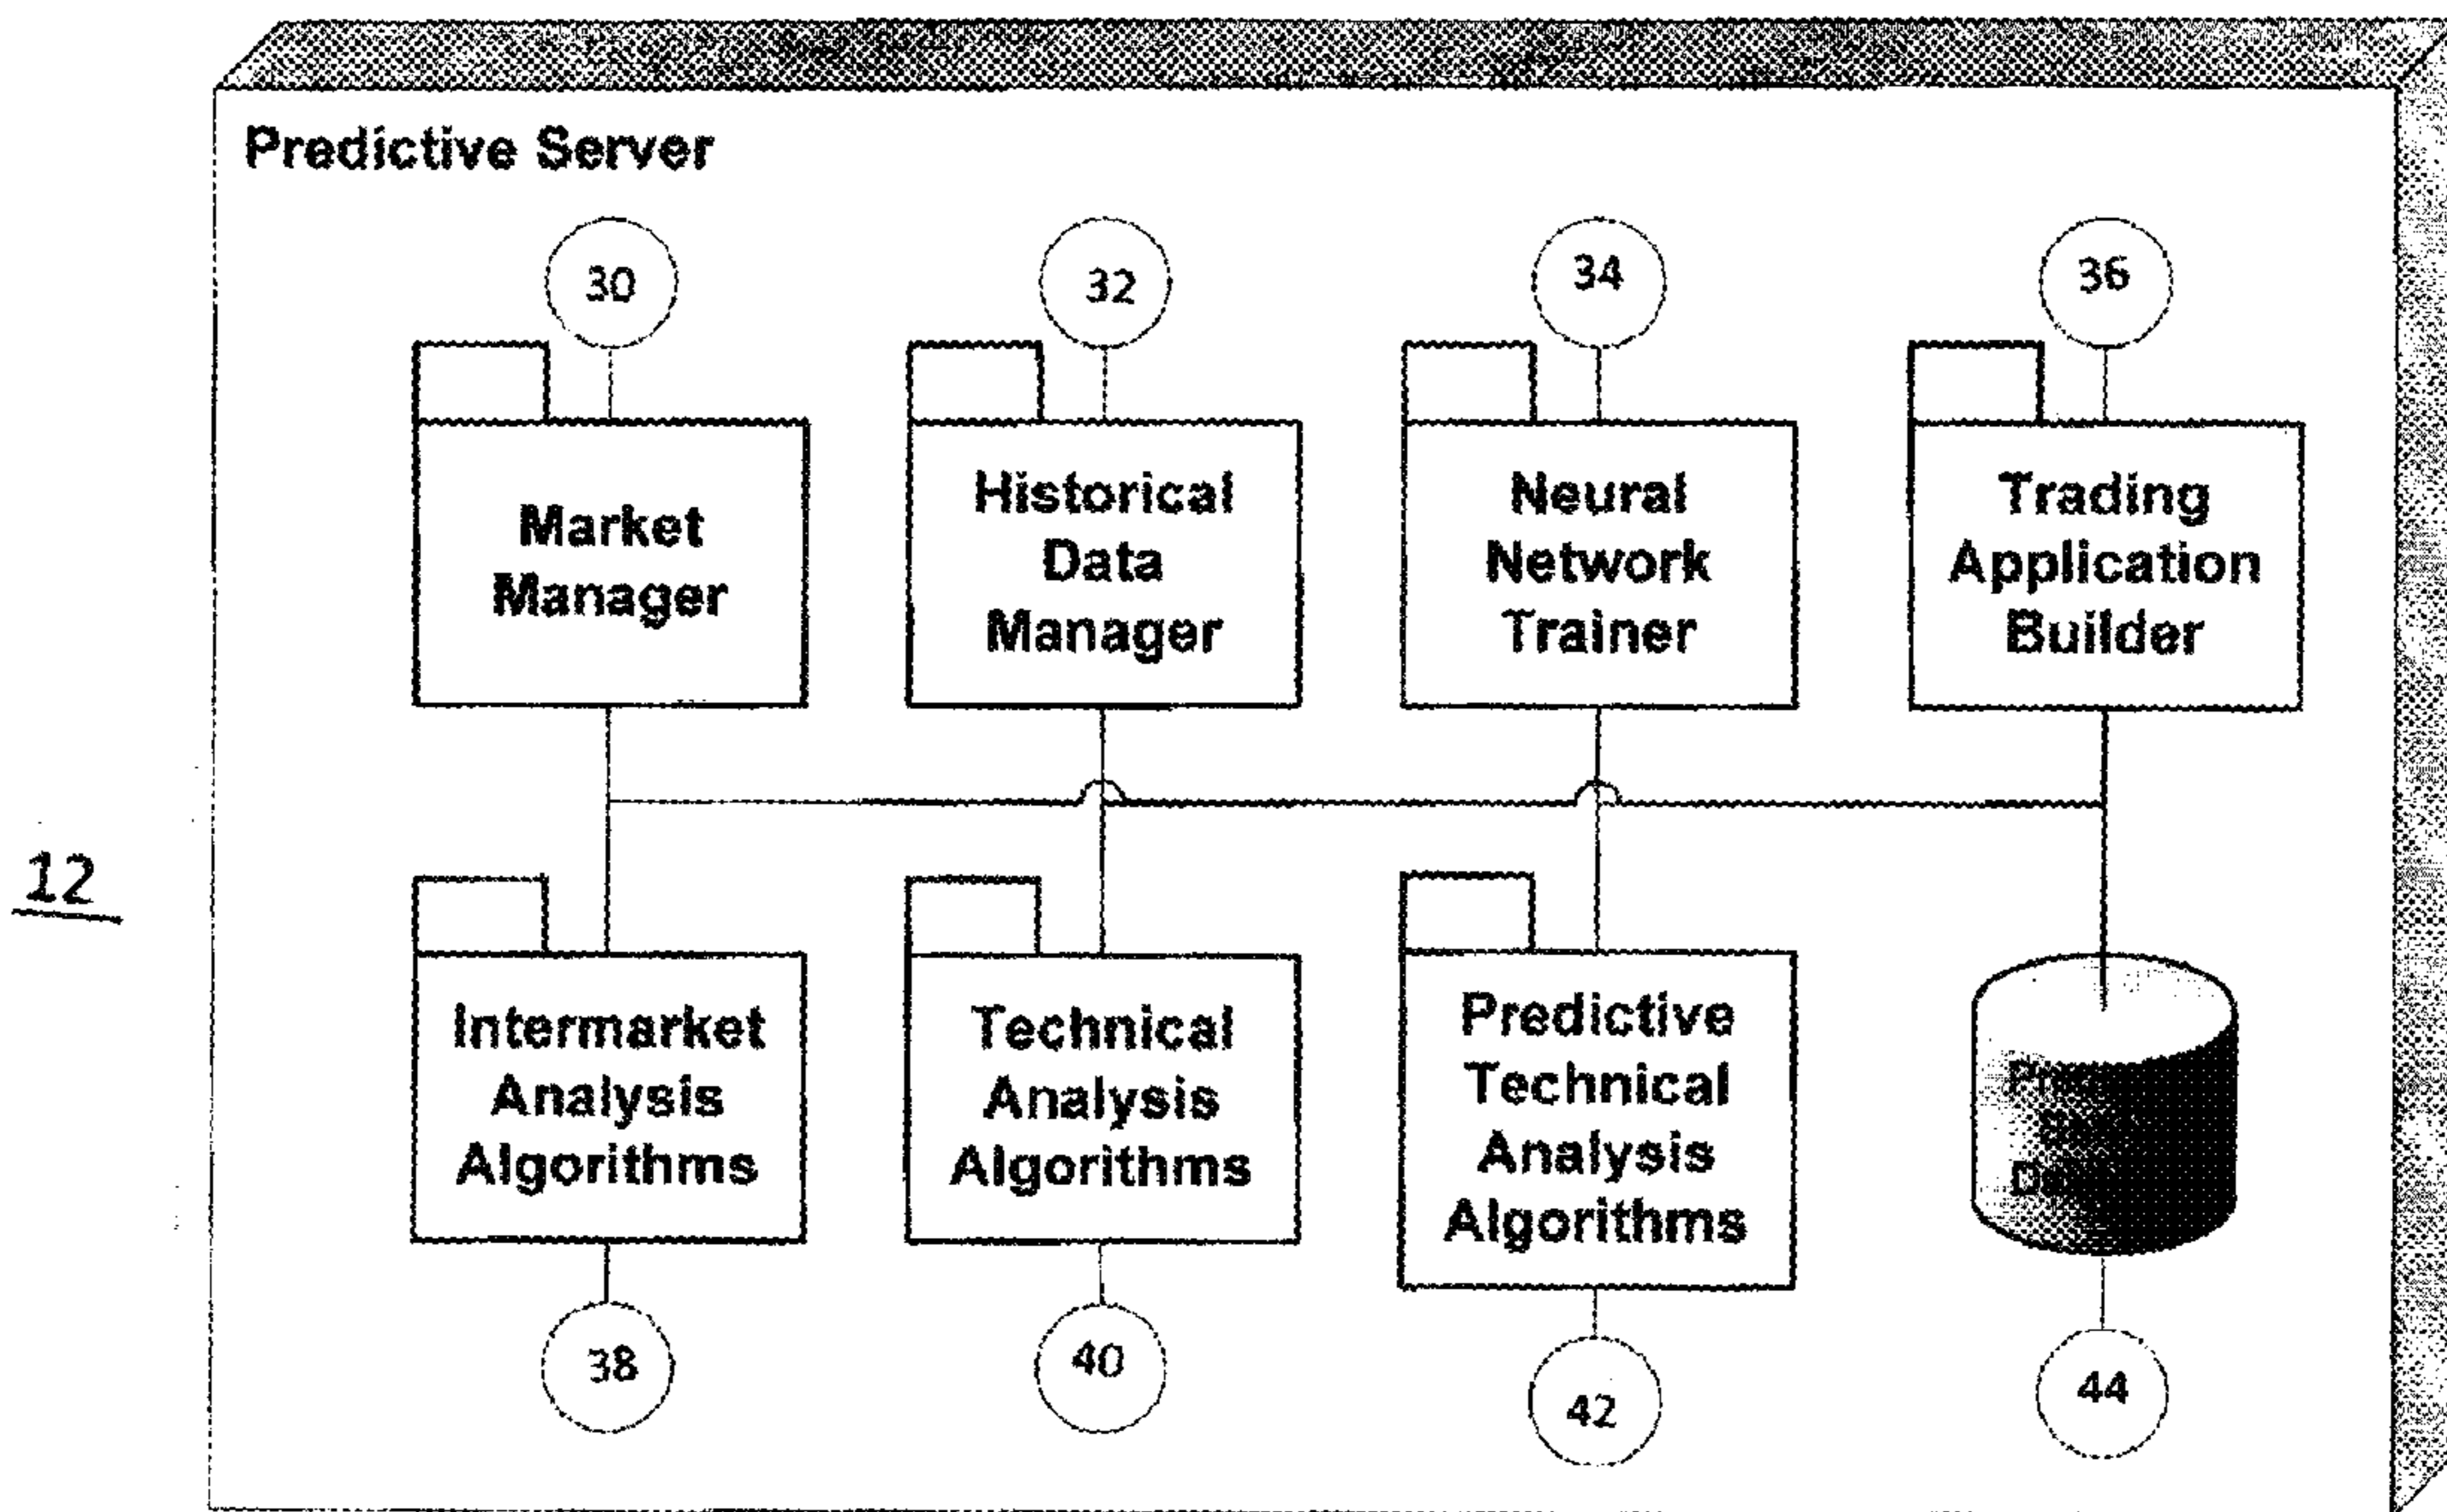 Predictive Server
30
32
34
36
Market
Manager
Historical
Data
Manager
Neural
Network
Trainer
Trading
Application
Builder
12
Intermarket
Analysis
Algorithms
Technical
Analysis
Algorithms
Predictive
Technical
Analysis
Algorithms
38
40
42
44